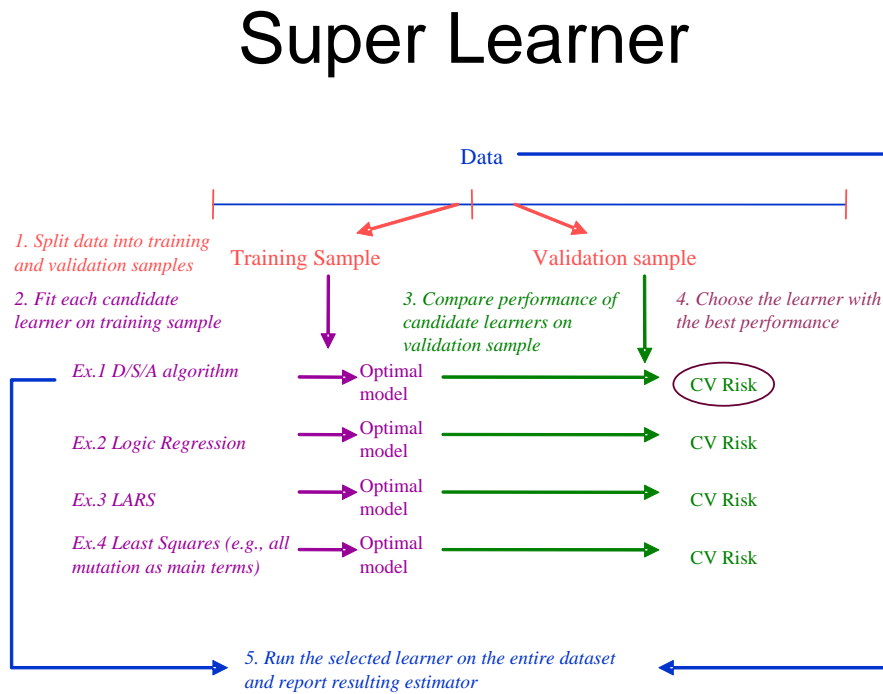 Super Learner
Data
1. Split data into training
and validation samples
Training Sample
Validation sample
2. Fit each candidate
learner on training sample
3. Compare performance of
candidate learners on
validation sample
4. Choose the learner with
the best performance
Ex.1 D/S/A algorithm
Optimal
model
CV Risk
Ex.2 Logic Regression
Optimal
model
CV Risk
Ex.3 LARS
Optimal
model
CV Risk
Ex.4 Least Squares (e.g., all
mutation as main terms)
Optimal
model
CV Risk
5. Run the selected learner on the entire dataset
and report resulting estimator